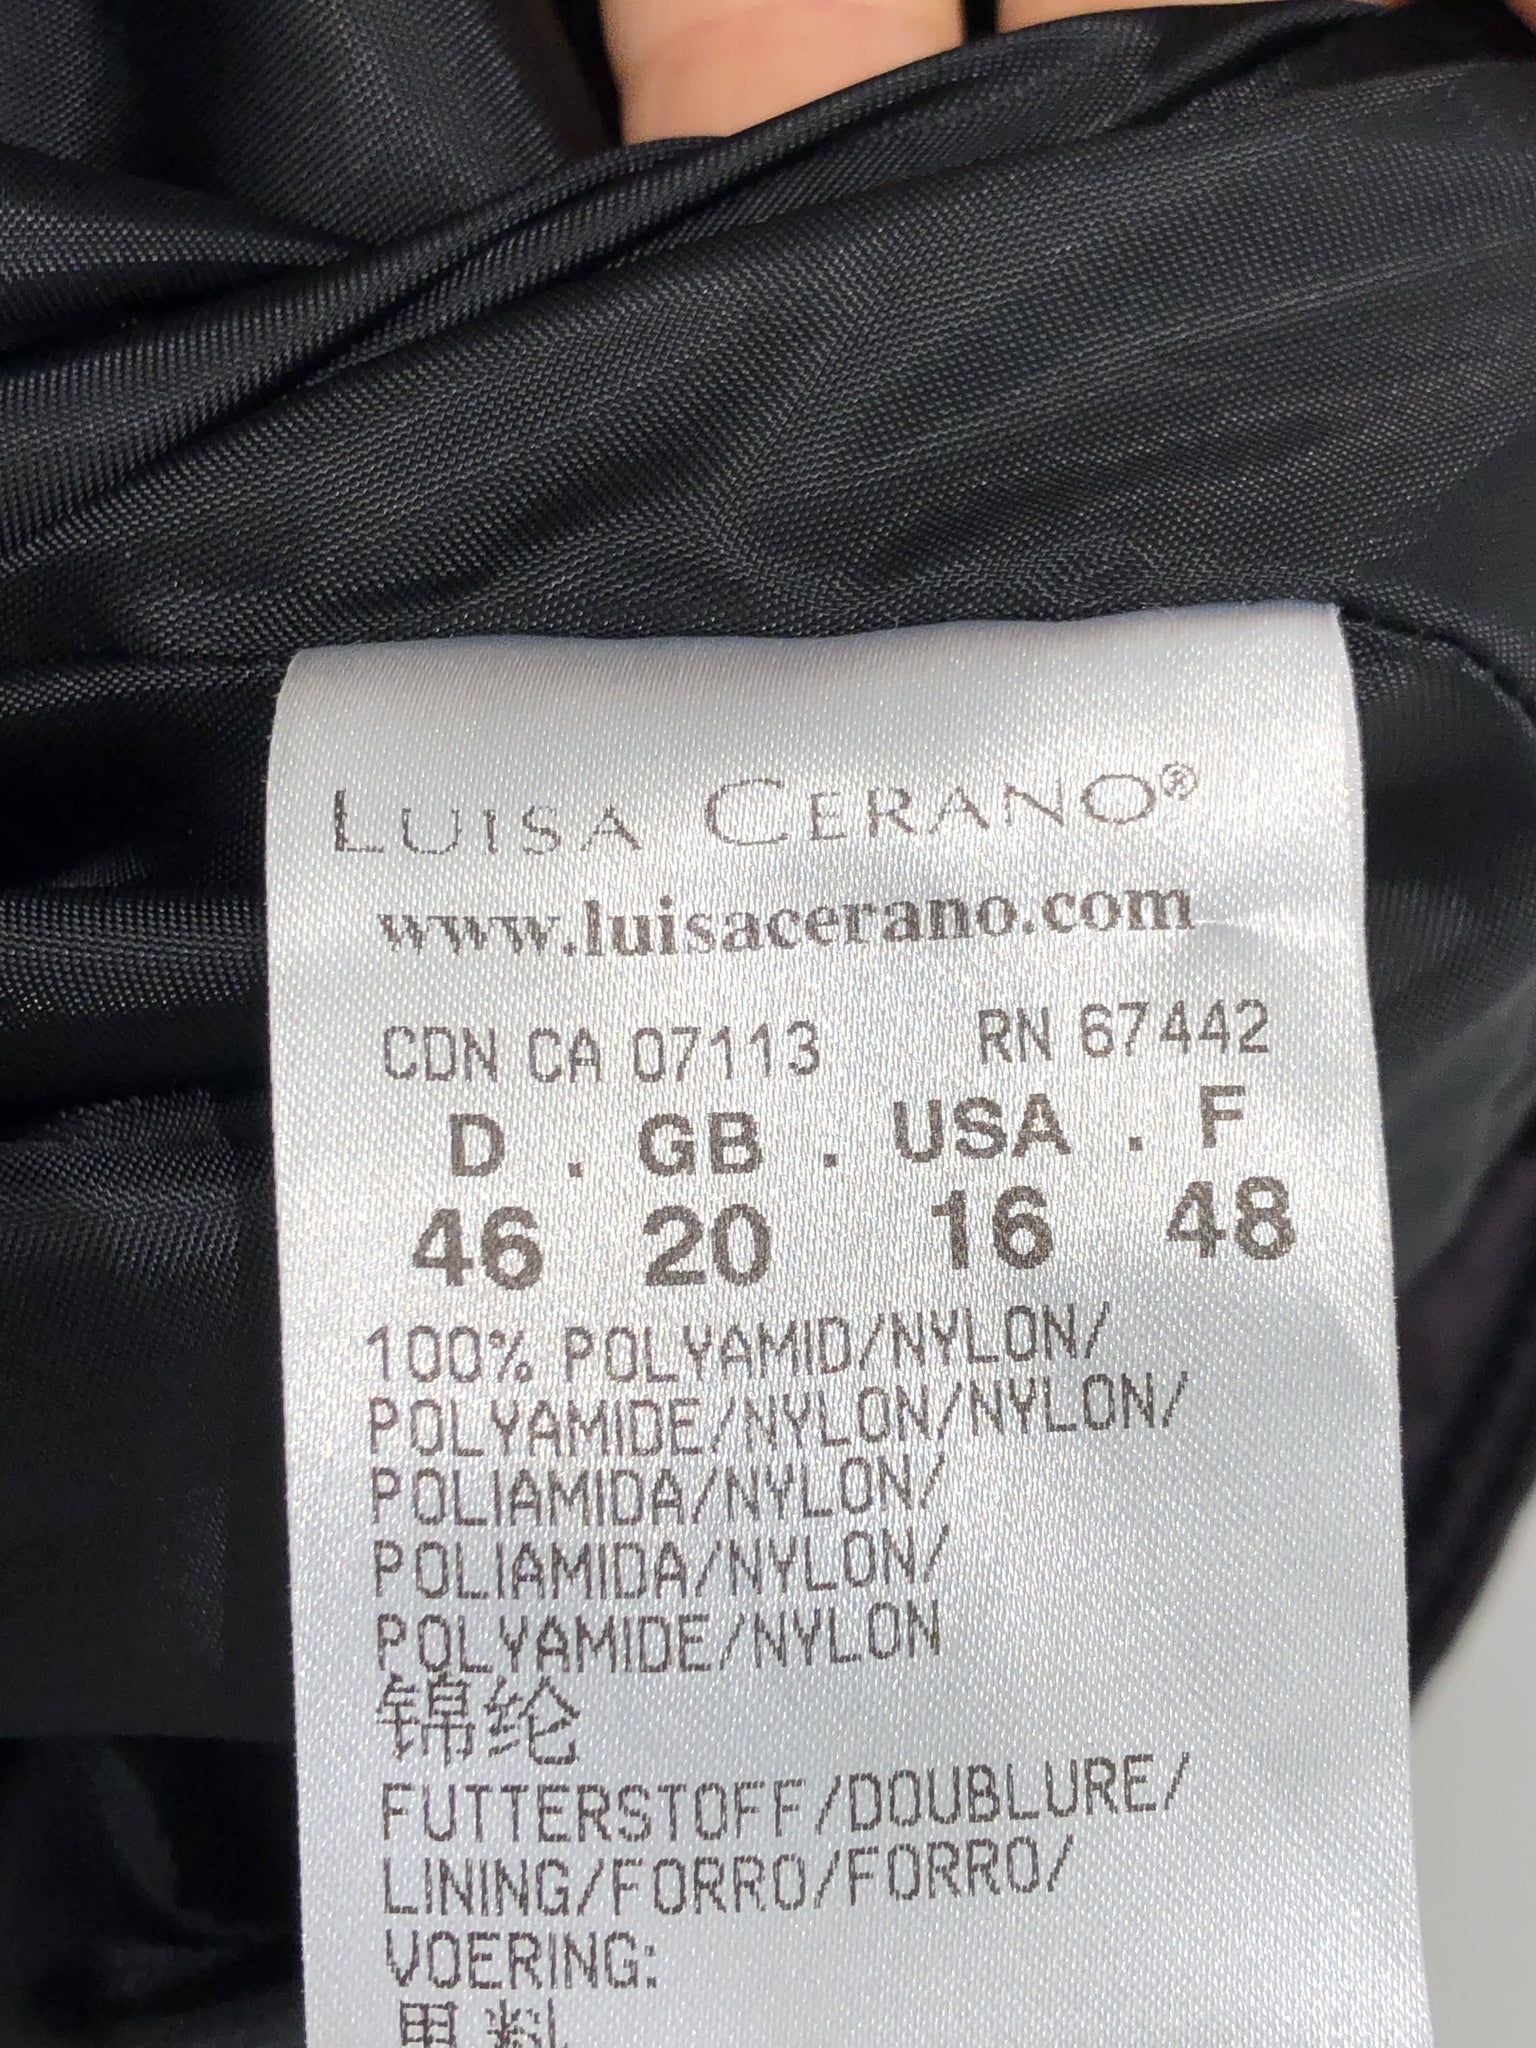 LUISA CERANO®
www.luisacerano.com
CDN CA 07113 RN 67442
D . GB . USA . F
46 20 16 48
100% POLYAMID/NYLON/
POLYAMIDE/NYLON/NYLON/
POLIAMIDA/NYLON/
POLIAMIDA/NYLON/
POLYAMIDE/NYLON
锦纶
FUTTERSTOFF/DOUBLURE/
LINING/FORRO/FORRO/
VOERING: